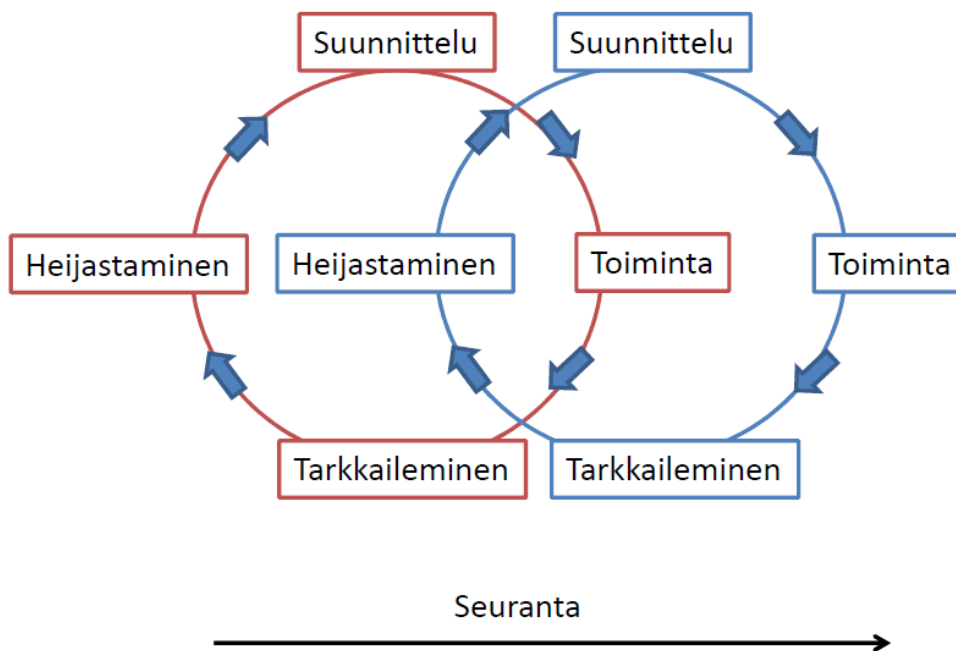 Suunnittelu
Suunnittelu
Heijastaminen
Heijastaminen
Toiminta
Toiminta
Tarkkaileminen
Tarkkaileminen
Seuranta